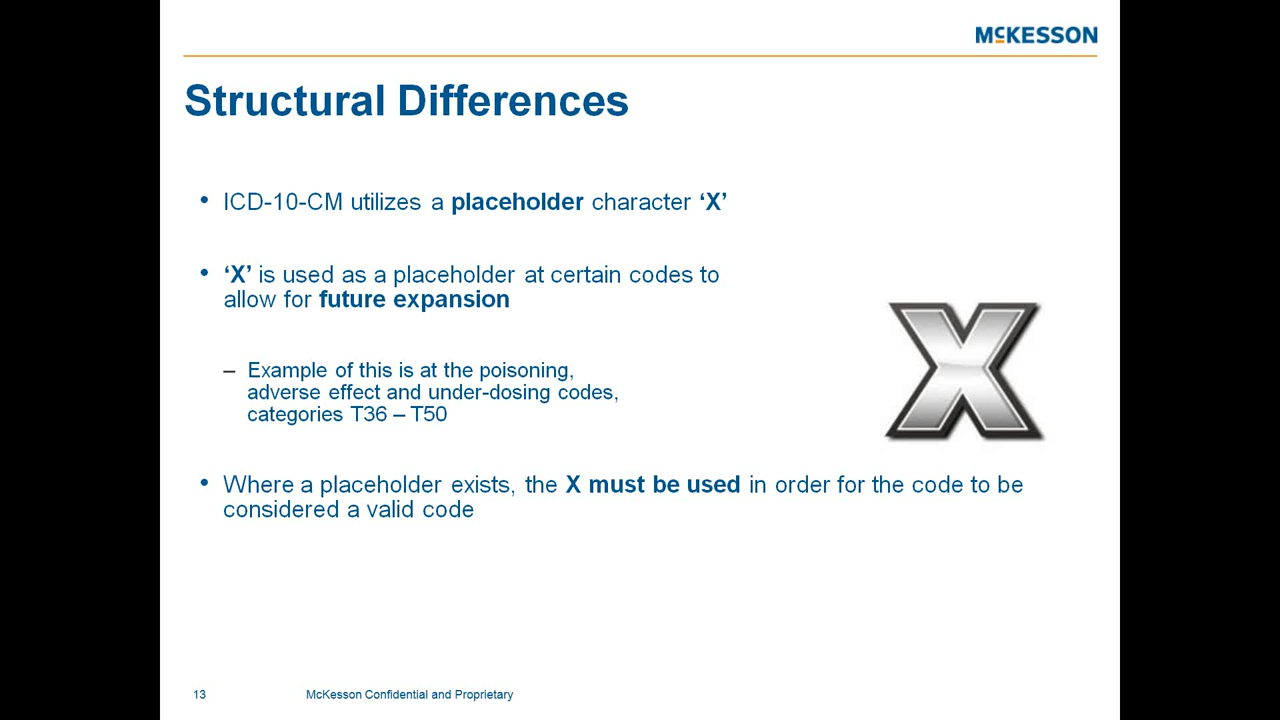 McKESSON
Structural Differences
• ICD-10-CM utilizes a placeholder character ‘X’
• ‘X’ is used as a placeholder at certain codes to
allow for future expansion
– Example of this is at the poisoning,
adverse effect and under-dosing codes,
categories T36 – T50
X
• Where a placeholder exists, the X must be used in order for the code to be
considered a valid code
13 McKesson Confidential and Proprietary